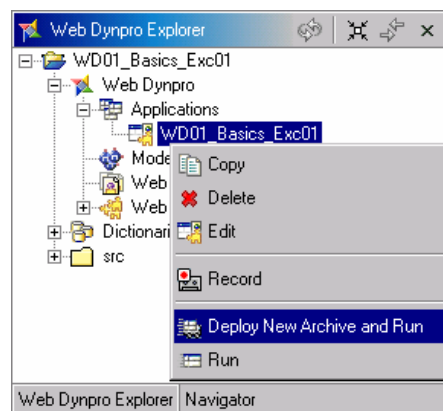 Web Dynpro Explorer
WD01_Basics_Exc01
Web Dynpro
Applications
WD01_Basics_Exc01
Mode
Copy
Web
Delete
Web
Edit
Dictionari
src
Record
Deploy New Archive and Run
Run
Web Dynpro Explorer Navigator